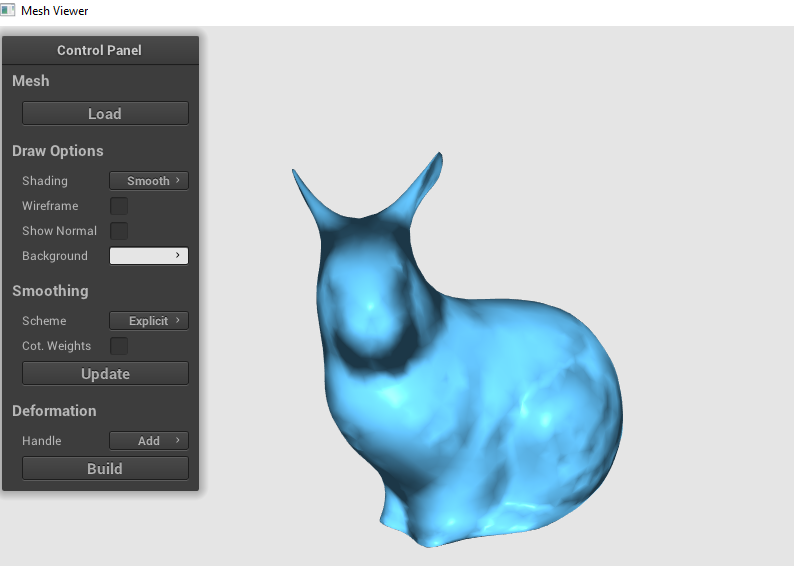 Mesh Viewer
Control Panel
Mesh
Load
Draw Options
Shading Smooth ›
Wireframe
Show Normal
Background ›
Smoothing
Scheme Explicit ›
Cot. Weights
Update
Deformation
Handle Add ›
Build